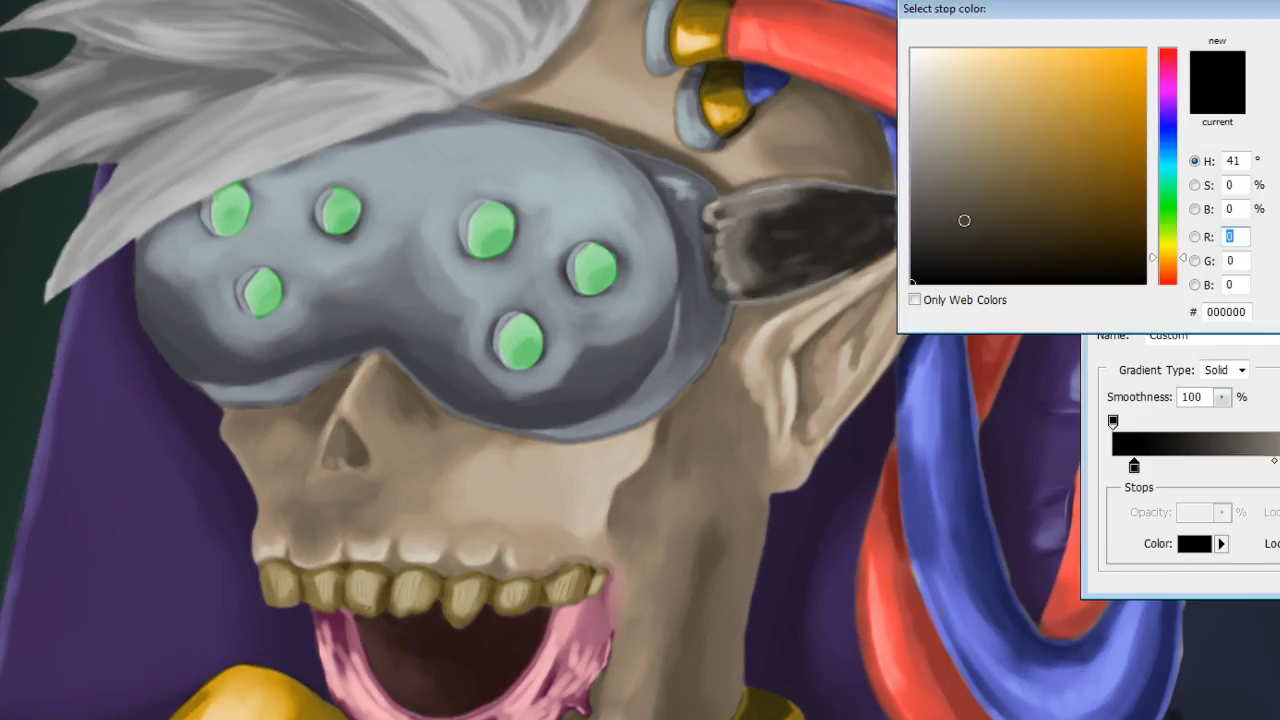 Select stop color:
new
current
H: 41 °
S: 0 %
B: 0 %
R: 0
G: 0
B: 0
Only Web Colors
# 000000
Name: Custom
Gradient Type: Solid
Smoothness: 100 %
Stops
Opacity: %
Color: